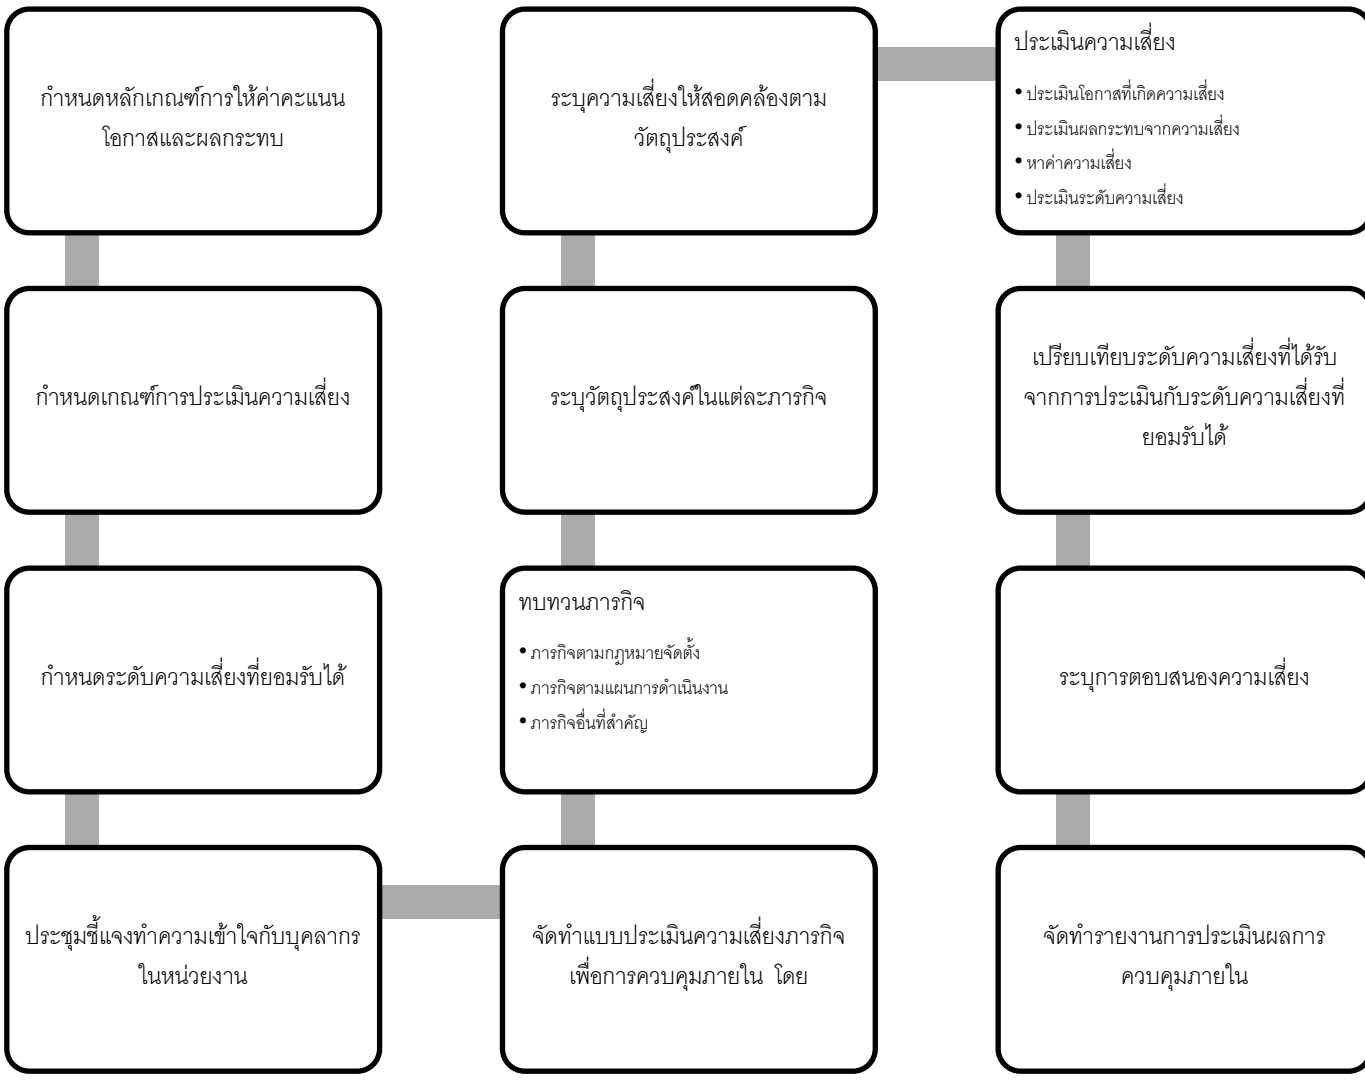 กำหนดหลักเกณฑ์การให้ค่าคะแนน
โอกาสและผลกระทบ
กำหนดเกณฑ์การประเมินความเสี่ยง
กำหนดระดับความเสี่ยงที่ยอมรับได้
ประชุมชี้แจงทำความเข้าใจกับบุคลากร
ในหน่วยงาน
จัดทำแบบประเมินความเสี่ยงภารกิจ
เพื่อการควบคุมภายใน โดย
ทบทวนภารกิจ
• ภารกิจตามกฎหมายจัดตั้ง
• ภารกิจตามแผนการดำเนินงาน
• ภารกิจอื่นที่สำคัญ
ระบุวัตถุประสงค์ในแต่ละภารกิจ
ระบุความเสี่ยงให้สอดคล้องตาม
วัตถุประสงค์
ประเมินความเสี่ยง
• ประเมินโอกาสที่เกิดความเสี่ยง
• ประเมินผลกระทบจากความเสี่ยง
• หาค่าความเสี่ยง
• ประเมินระดับความเสี่ยง
เปรียบเทียบระดับความเสี่ยงที่ได้รับ
จากการประเมินกับระดับความเสี่ยงที่
ยอมรับได้
ระบุการตอบสนองความเสี่ยง
จัดทำรายงานการประเมินผลการ
ควบคุมภายใน